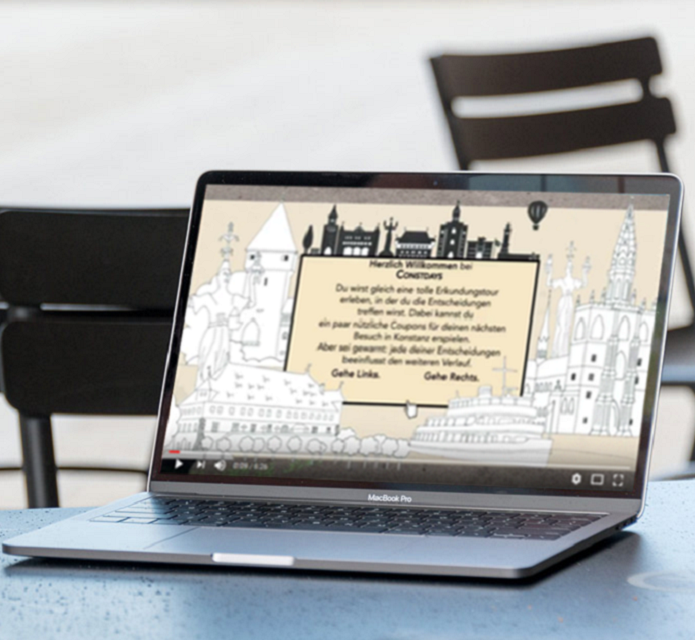 Herzlich Willkommen bei
CONSTDAYS
Du wirst gleich eine tolle Erkundungstour
erleben, in der du die Entscheidungen
treffen wirst. Dabei kannst du
ein paar nützliche Coupons für deinen nächsten
Besuch in Konstanz erspielen.
Aber sei gewarnt: jede deiner Entscheidungen
beeinflusst den weiteren Verlauf.
Gehe Links. Gehe Rechts.
MacBook Pro